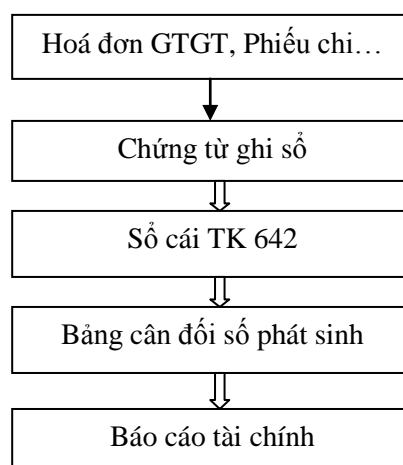 Hoá đơn GTGT, Phiếu chi…
Chứng từ ghi sổ
Sổ cái TK 642
Bảng cân đối số phát sinh
Báo cáo tài chính